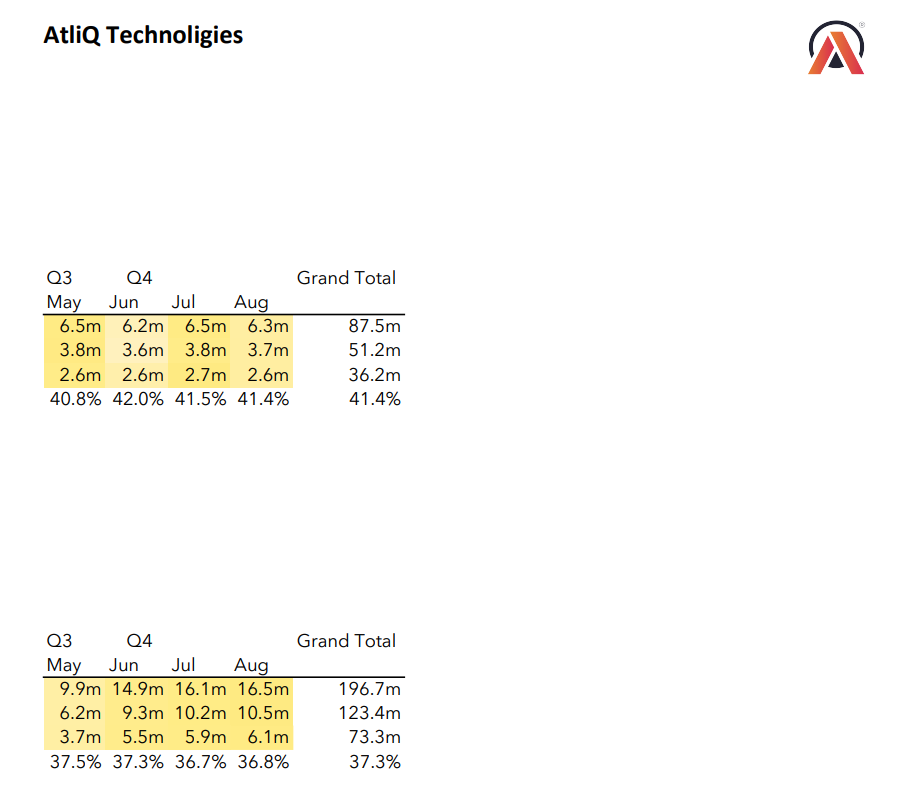 AtliQ Technoligies
Q3 Q4 Grand Total
May Jun Jul Aug
6.5m 6.2m 6.5m 6.3m 87.5m
3.8m 3.6m 3.8m 3.7m 51.2m
2.6m 2.6m 2.7m 2.6m 36.2m
40.8% 42.0% 41.5% 41.4% 41.4%
Q3 Q4 Grand Total
May Jun Jul Aug
9.9m 14.9m 16.1m 16.5m 196.7m
6.2m 9.3m 10.2m 10.5m 123.4m
3.7m 5.5m 5.9m 6.1m 73.3m
37.5% 37.3% 36.7% 36.8% 37.3%